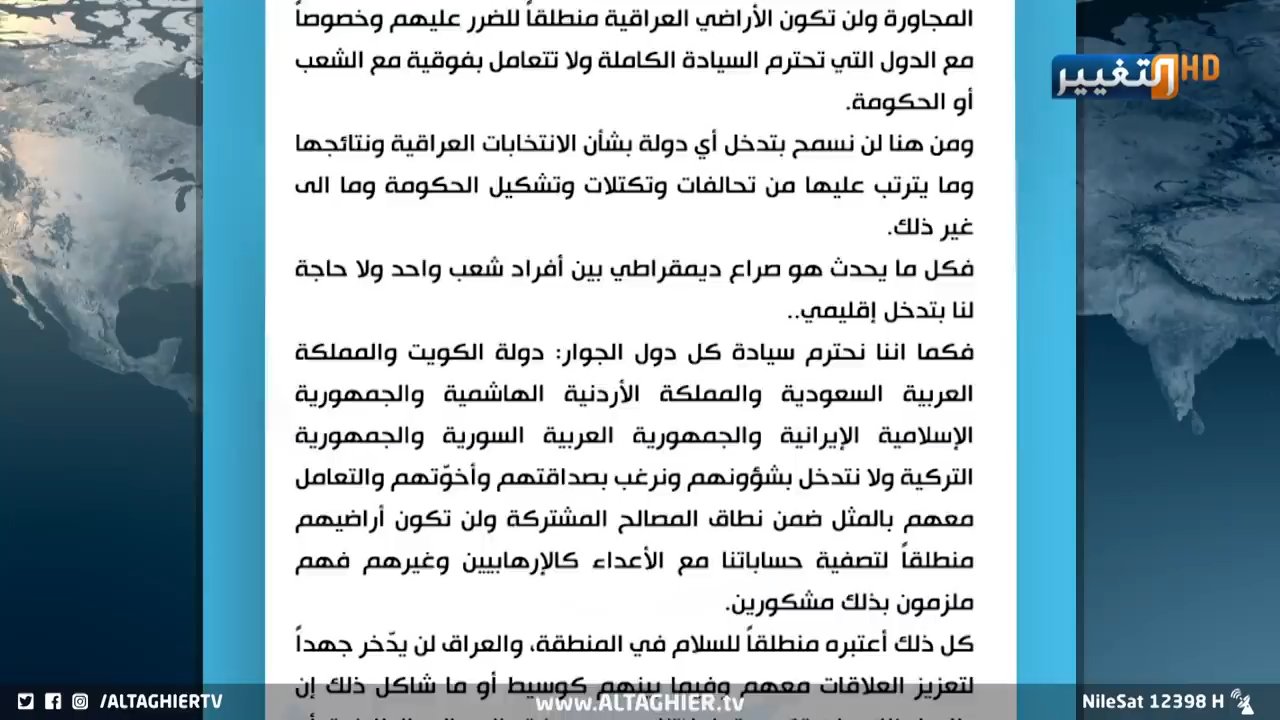 المجاورة ولن تكون الأراضي العراقية منطلقاً للضرر عليهم وخصوصاً
مع الدول التي تحترم السيادة الكاملة ولا تتعامل بفوقية مع الشعب
أو الحكومة.
ومن هنا لن نسمح بتدخل أي دولة بشأن الانتخابات العراقية ونتائجها
وما يترتب عليها من تحالفات وتكتلات وتشكيل الحكومة وما الى
غير ذلك.
فكل ما يحدث هو صراع ديمقراطي بين أفراد شعب واحد ولا حاجة
لنا بتدخل إقليمي..
فكما اننا نحترم سيادة كل دول الجوار: دولة الكويت والمملكة
العربية السعودية والمملكة الأردنية الهاشمية والجمهورية
الإسلامية الإيرانية والجمهورية العربية السورية والجمهورية
التركية ولا نتدخل بشؤونهم ونرغب بصداقتهم وأخوّتهم والتعامل
معهم بالمثل ضمن نطاق المصالح المشتركة ولن تكون أراضيهم
منطلقاً لتصفية حساباتنا مع الأعداء كالإرهابيين وغيرهم فهم
ملزمون بذلك مشكورين.
كل ذلك أعتبره منطلقاً للسلام في المنطقة، والعراق لن يدّخر جهداً
لتعزيز العلاقات معهم وفيما بينهم كوسيط أو ما شاكل ذلك إن
التغيير HD
/ALTAGHIERTV
www.ALTAGHIER.tv
NileSat 12398 H